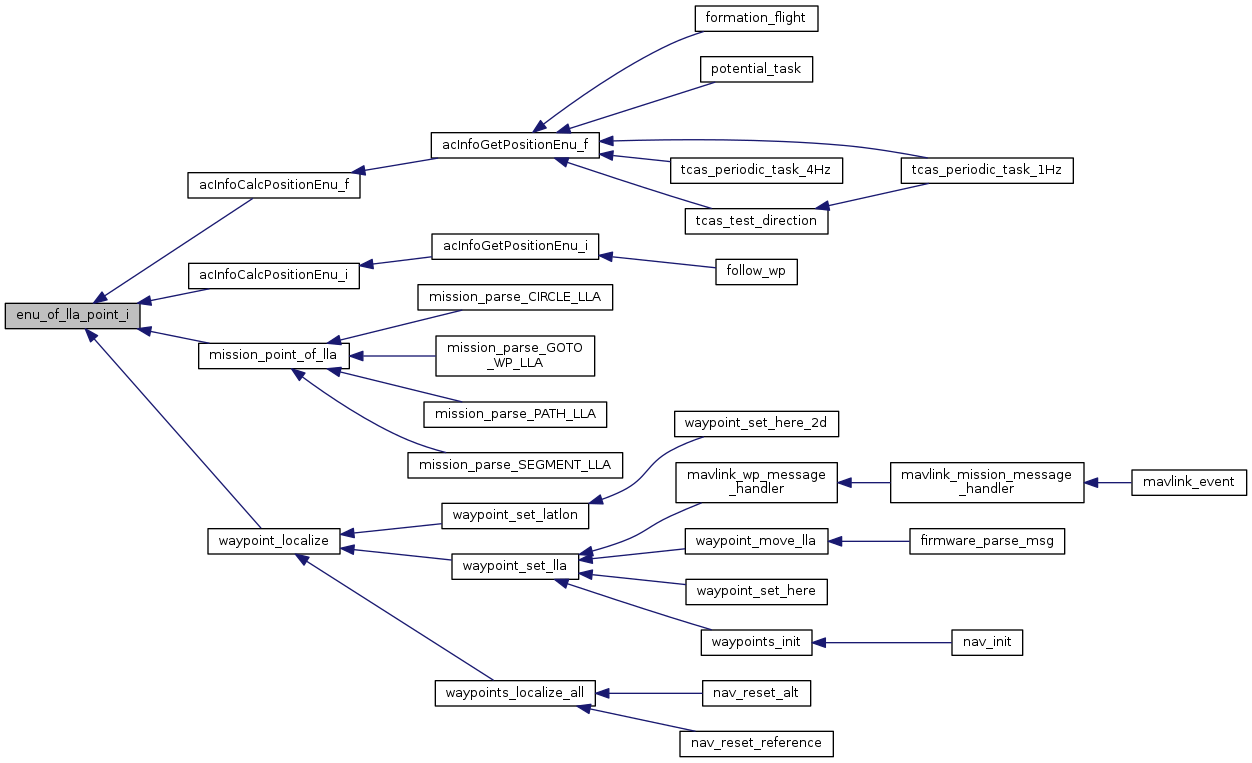 formation_flight
potential_task
acInfoGetPositionEnu_f
tcas_periodic_task_4Hz
tcas_periodic_task_1Hz
acInfoCalcPositionEnu_f
tcas_test_direction
acInfoGetPositionEnu_i
follow_wp
acInfoCalcPositionEnu_i
mission_parse_CIRCLE_LLA
enu_of_lla_point_i
mission_point_of_lla
mission_parse_GOTO
_WP_LLA
mission_parse_PATH_LLA
waypoint_set_here_2d
mission_parse_SEGMENT_LLA
mavlink_wp_message
_handler
mavlink_mission_message
_handler
mavlink_event
waypoint_set_latlon
waypoint_localize
waypoint_move_lla
firmware_parse_msg
waypoint_set_lla
waypoint_set_here
waypoints_init
nav_init
waypoints_localize_all
nav_reset_alt
nav_reset_reference